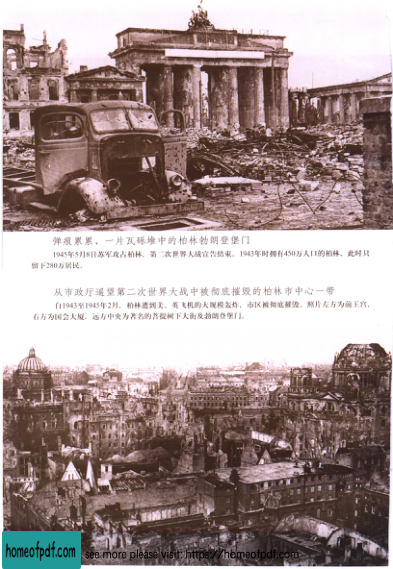 弹痕累累、一片瓦砾堆中的柏林勃朗登堡门
1945年5月8日苏军攻占柏林，第二次世界大战宣告结束。1943年时拥有450万人口的柏林，此时只
留下280万居民。
从市政厅遥望第二次世界大战中被彻底摧毁的柏林市中心一带
自1943至1945年2月，柏林遭到美、英飞机的大规模轰炸，市区被彻底摧毁。照片左方为前王宫，
右方为国会大厦，远方中央为著名的菩提树下大街及勃朗登堡门。
homeofpdf.com
see more please visit: https://homeofpdf.com